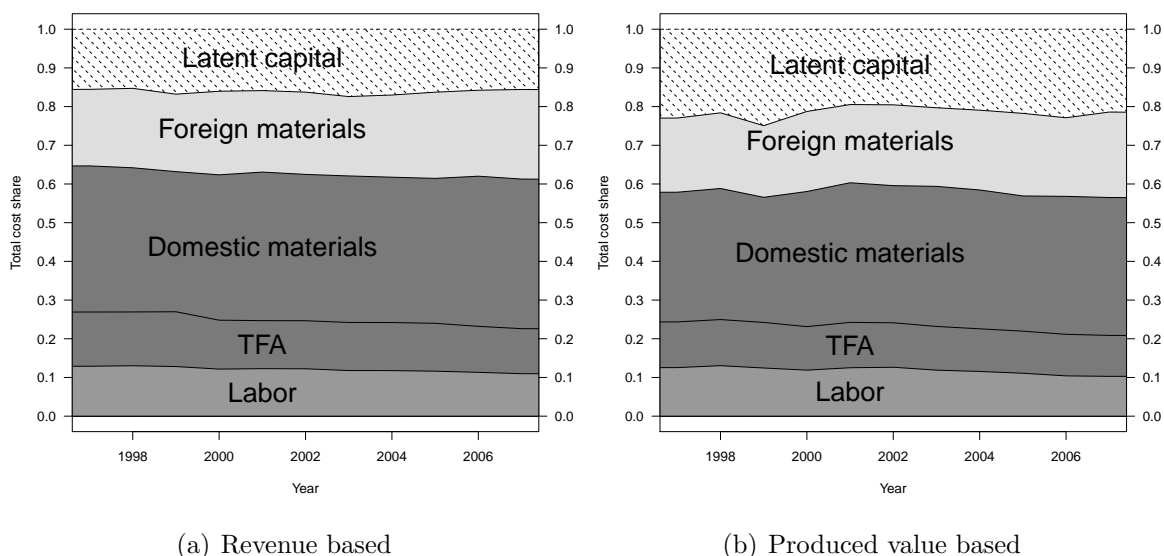 1.0
0.9
0.8
0.7
0.6
0.5
0.4
0.3
0.2
0.1
0.0
Total cost share
Latent capital
Foreign materials
Domestic materials
TFA
Labor
1.0
0.9
0.8
0.7
0.6
0.5
0.4
0.3
0.2
0.1
0.0
1998 2000 2002 2004 2006
Year
(a) Revenue based
1.0
0.9
0.8
0.7
0.6
0.5
0.4
0.3
0.2
0.1
0.0
Total cost share
Latent capital
Foreign materials
Domestic materials
TFA
Labor
1.0
0.9
0.8
0.7
0.6
0.5
0.4
0.3
0.2
0.1
0.0
1998 2000 2002 2004 2006
Year
(b) Produced value based